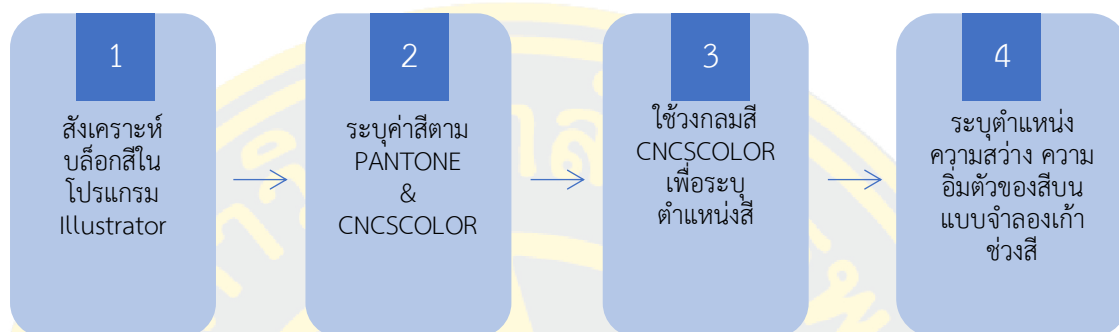 1
สังเคราะห์
บล็อกสีใน
โปรแกรม
Illustrator
2
ระบุค่าสีตาม
PANTONE
&
CNCSCOLOR
3
ใช้วงกลมสี
CNCSCOLOR
เพื่อระบุ
ตำแหน่งสี
4
ระบุตำแหน่ง
ความสว่าง ความ
อิ่มตัวของสีบน
แบบจำลองเก้า
ช่วงสี